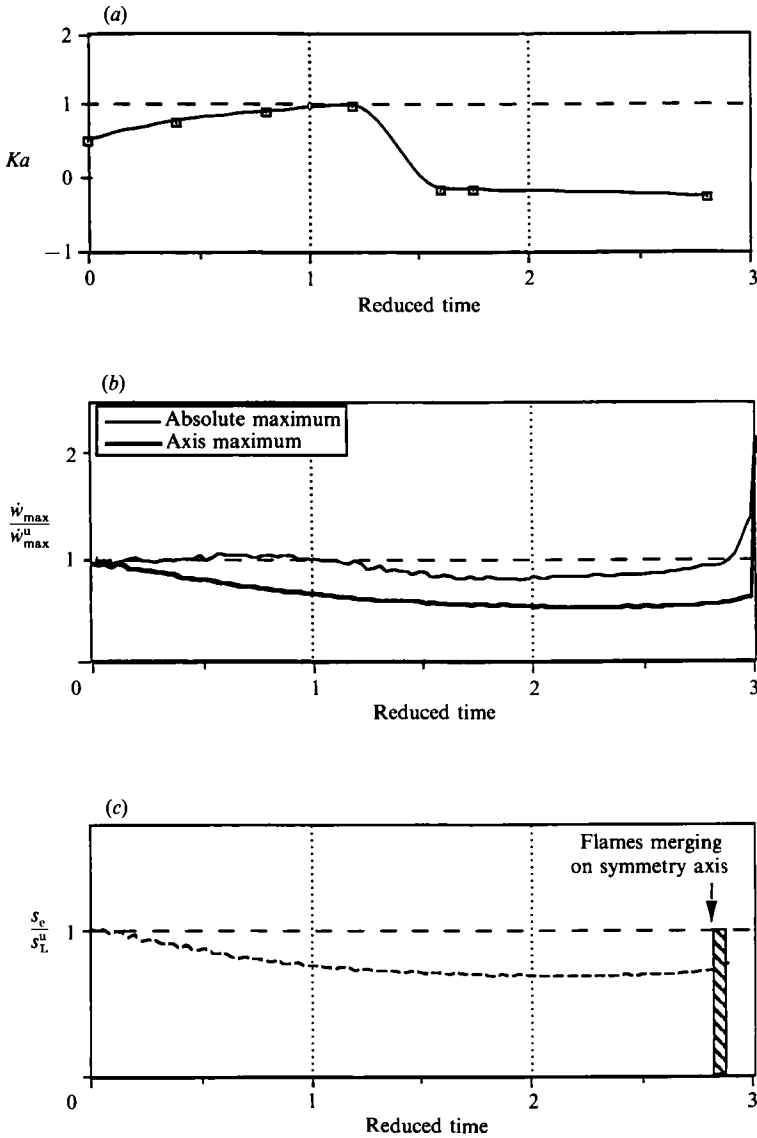 (a)
2
1
Ka
0
−1
0 1 2 3
Reduced time
(b)
Absolute maximum
Axis maximum
2
ẇmax
ẇᵘmax
1
0 1 2 3
Reduced time
(c)
Flames merging
on symmetry axis
sₑ
sᵘL
1
0 1 2 3
Reduced time